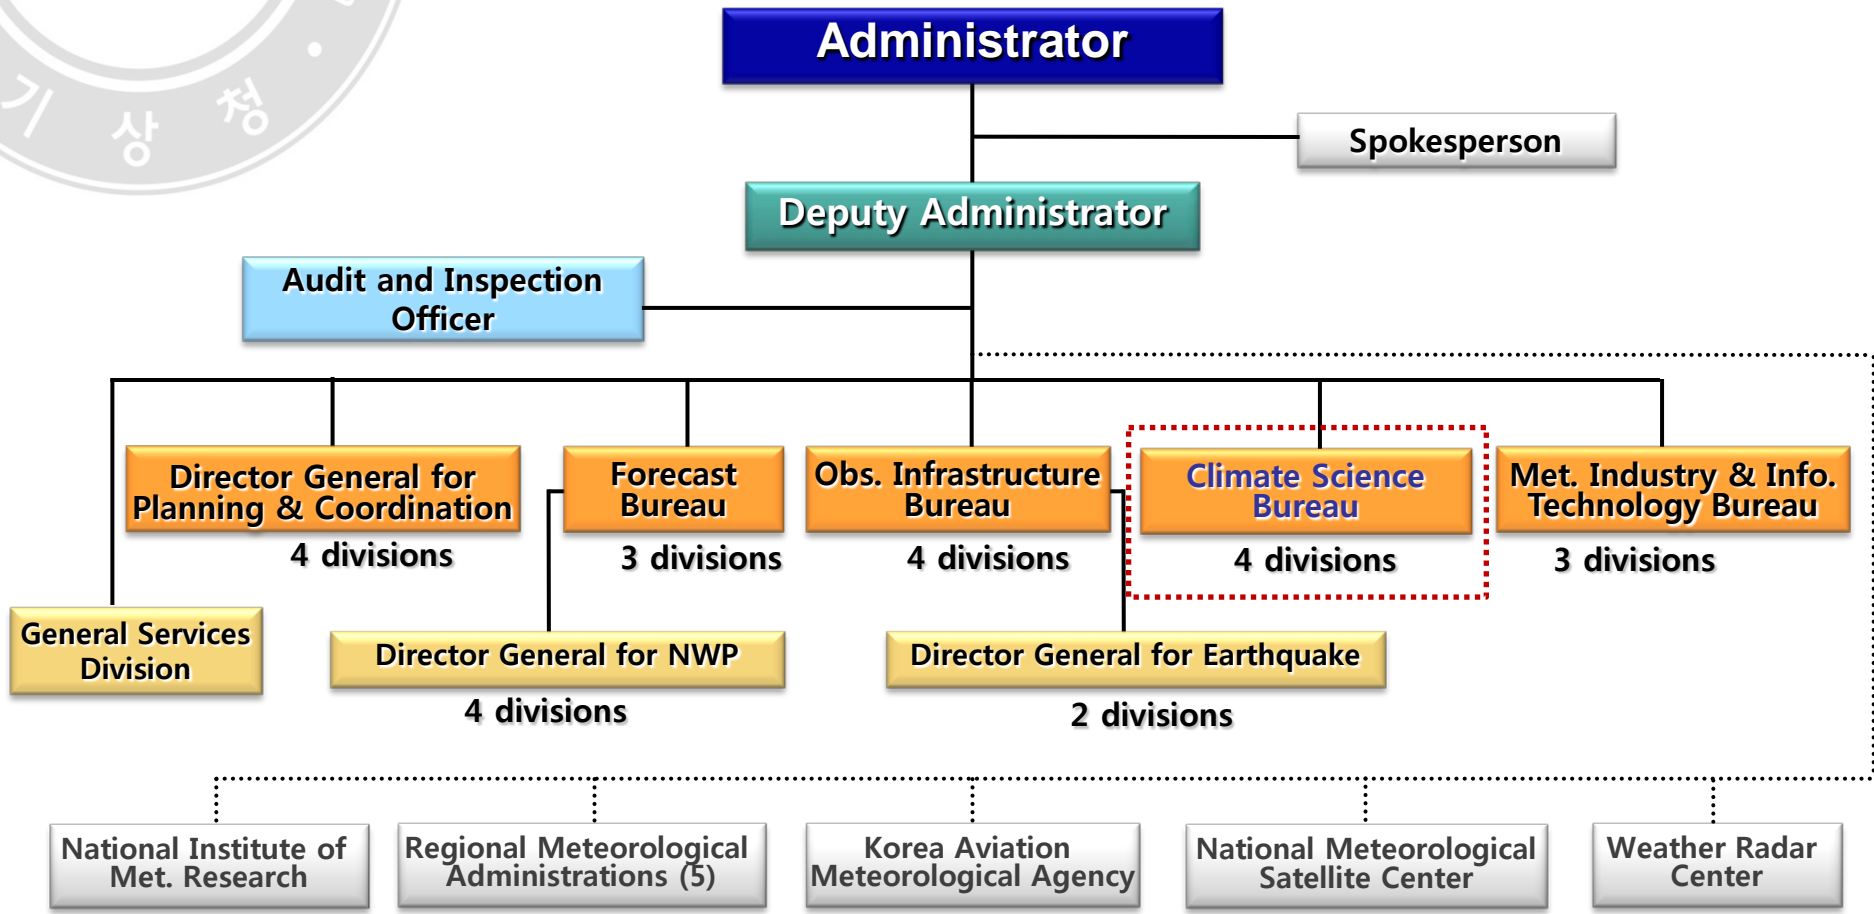 기 상 청 ·
Administrator
Spokesperson
Deputy Administrator
Audit and Inspection
Officer
Director General for
Planning & Coordination
4 divisions
Forecast
Bureau
3 divisions
Obs. Infrastructure
Bureau
4 divisions
Climate Science
Bureau
4 divisions
Met. Industry & Info.
Technology Bureau
3 divisions
General Services
Division
Director General for NWP
4 divisions
Director General for Earthquake
2 divisions
National Institute of
Met. Research
Regional Meteorological
Administrations (5)
Korea Aviation
Meteorological Agency
National Meteorological
Satellite Center
Weather Radar
Center